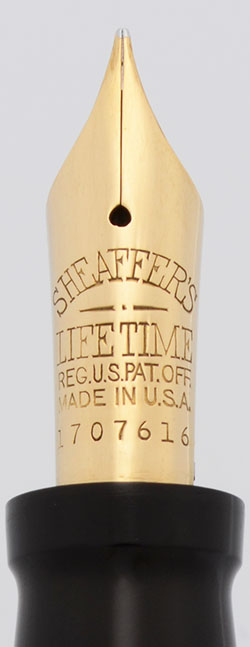 SHEAFFER'S
LIFETIME
REG.U.S.PAT.OFF.
MADE IN U.S.A.
1707616